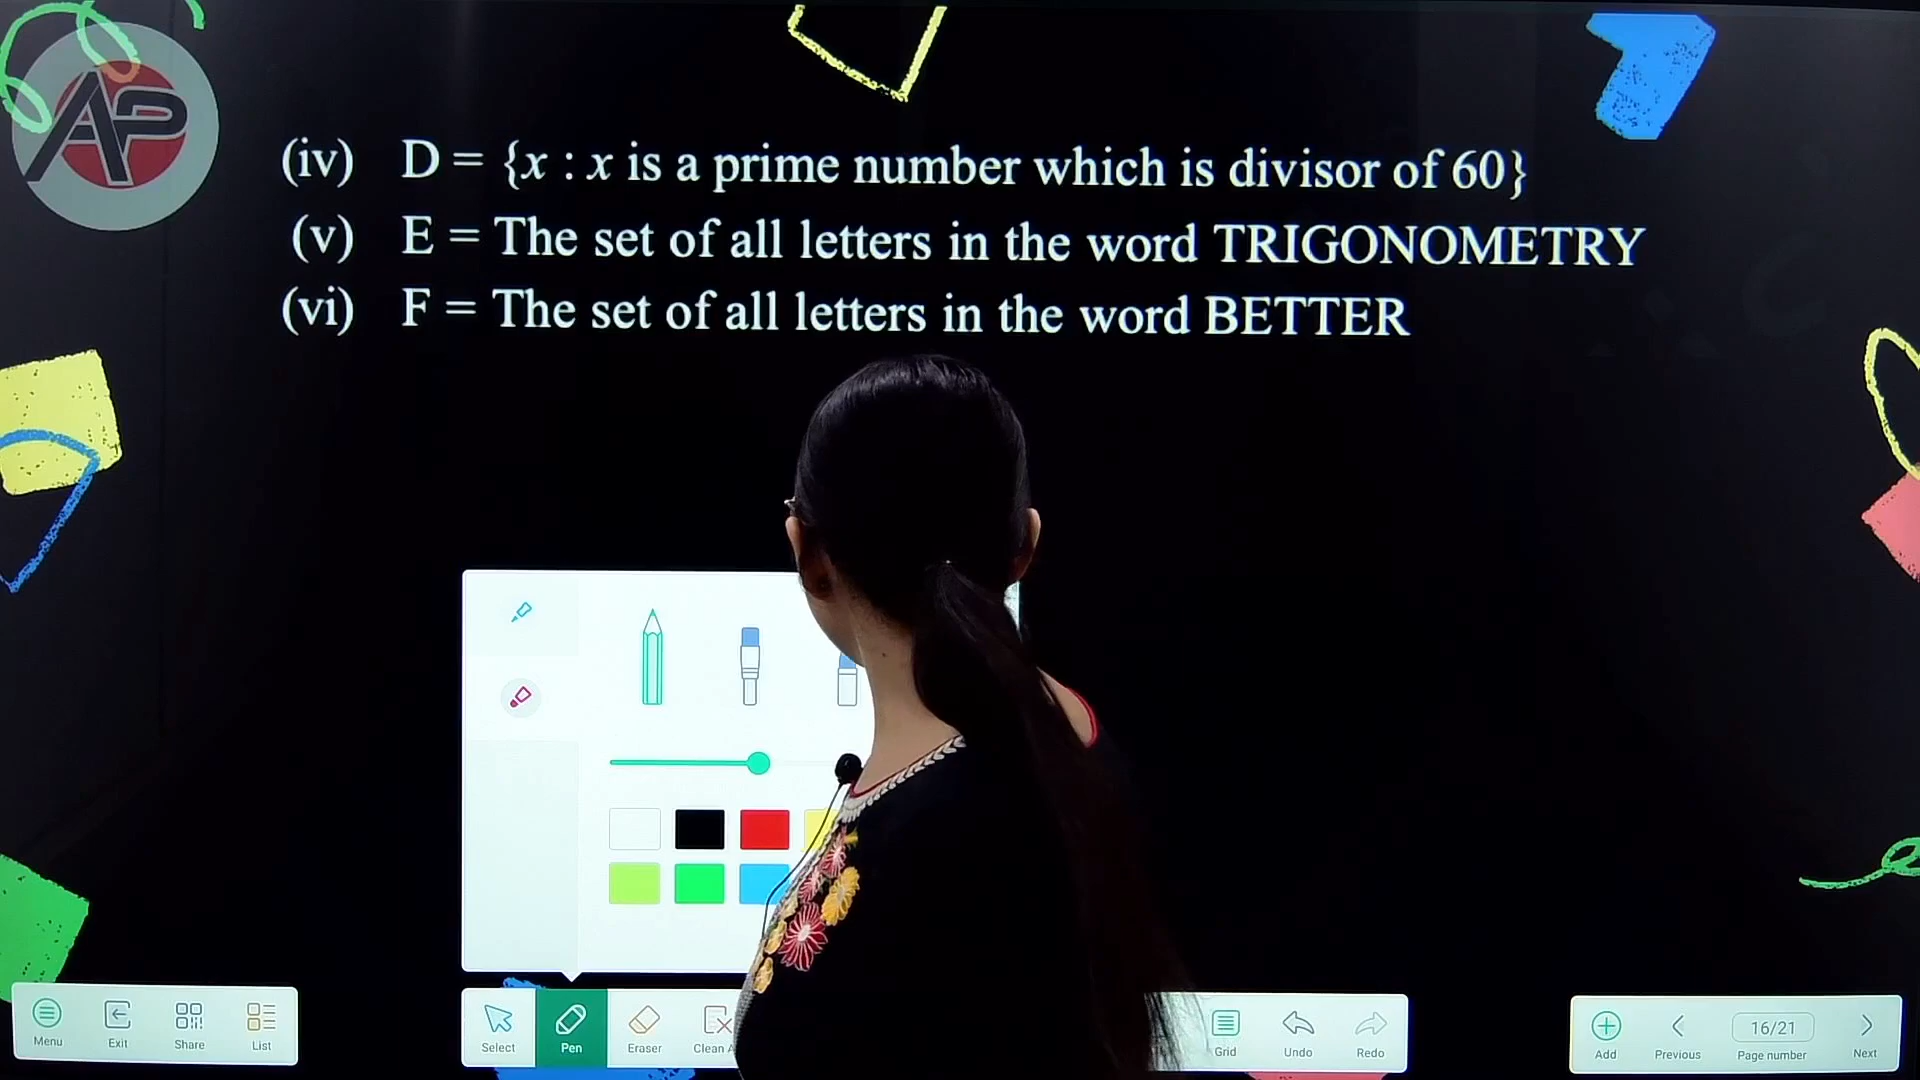 AP
(iv) D = {x : x is a prime number which is divisor of 60}
(v) E = The set of all letters in the word TRIGONOMETRY
(vi) F = The set of all letters in the word BETTER
Menu Exit Share List
Select Pen Eraser Clean Grid Undo Redo
Add Previous 16/21 Page number Next